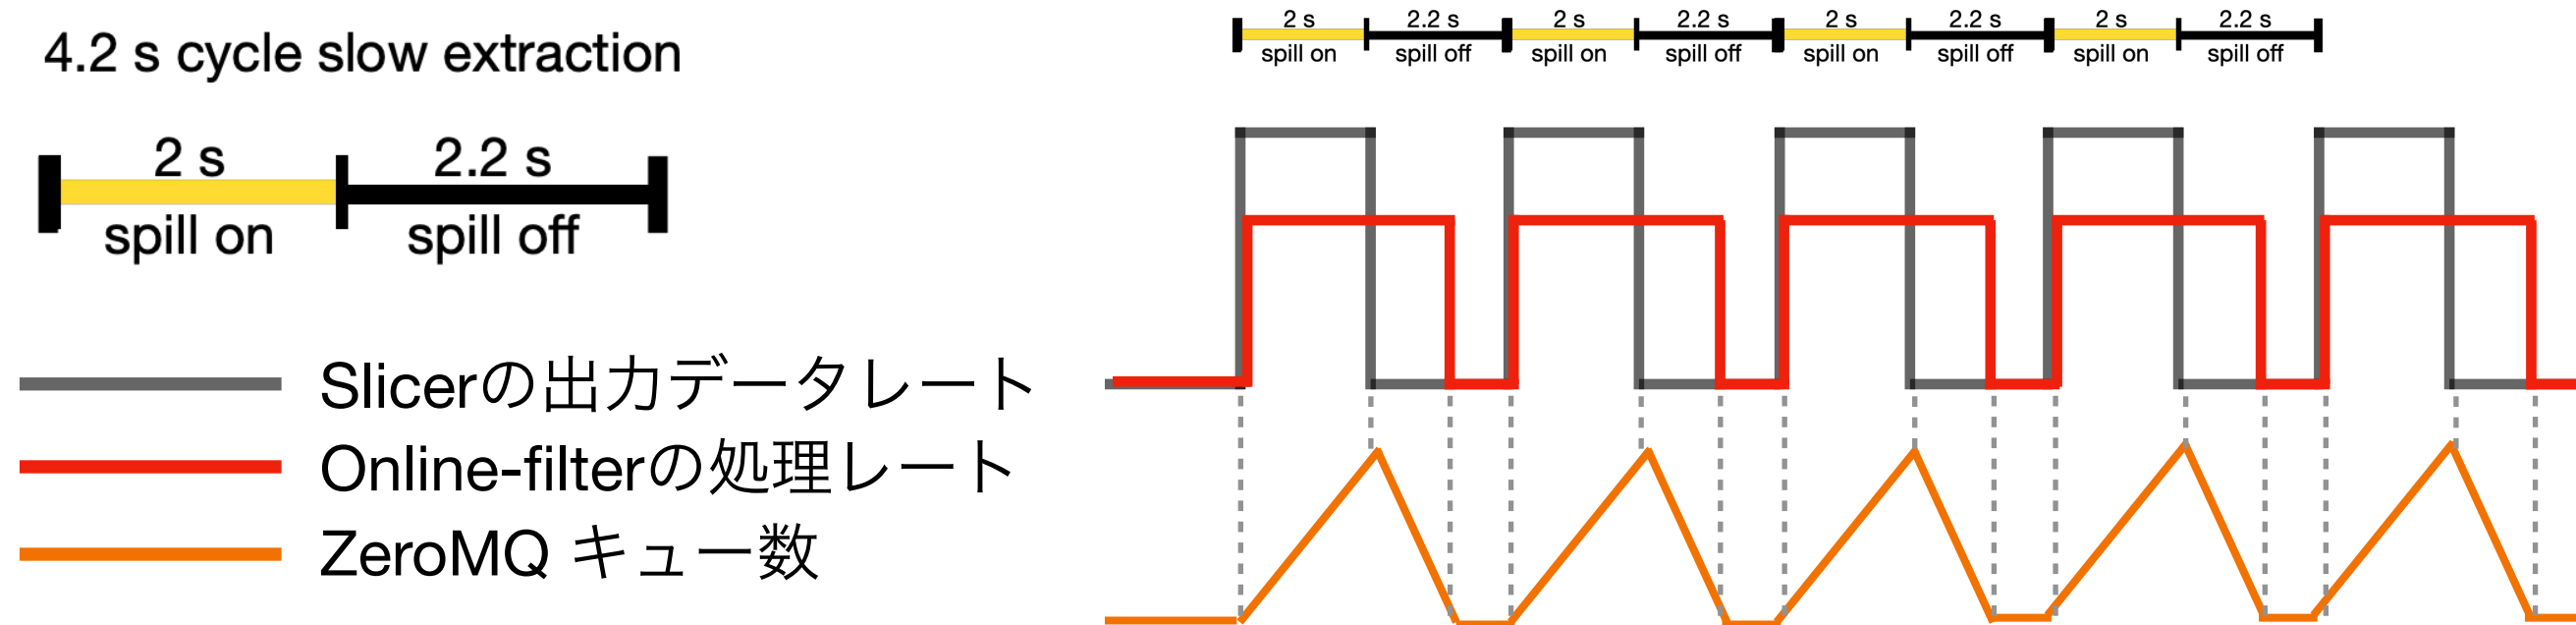 4.2 s cycle slow extraction
2 s 2.2 s
spill on spill off
Slicerの出力データレート
Online-filterの処理レート
ZeroMQ キュー数
2 s 2.2 s 2 s 2.2 s 2 s 2.2 s 2 s 2.2 s
spill on spill off spill on spill off spill on spill off spill on spill off